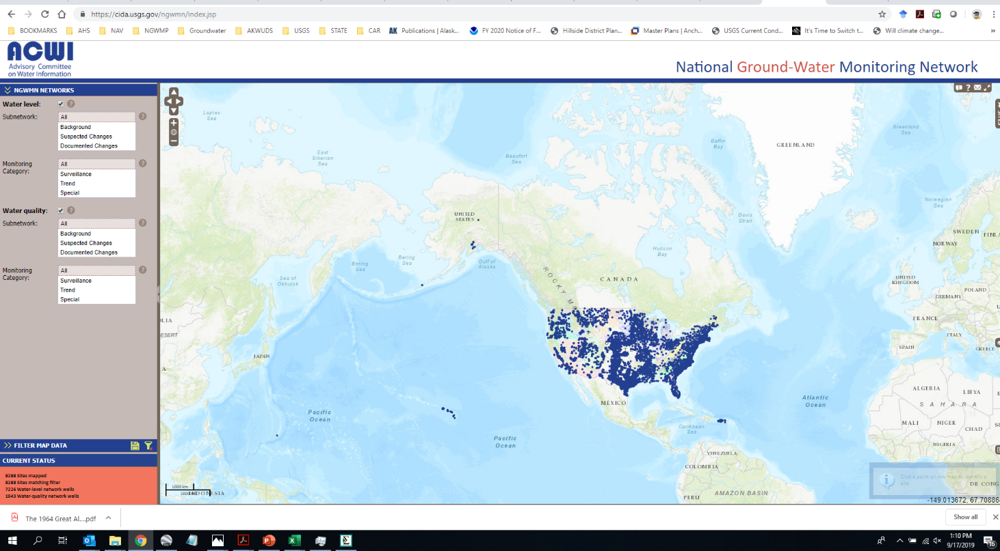 https://cida.usgs.gov/ngwmn/index.jsp
BOOKMARKS AHS NAV NGWMP Groundwater AKWUDS USGS STATE CAR AK Publications | Alask... FY 2020 Notice of F... Hillside District Plan... Master Plans | Anch... USGS Current Cond... It's Time to Switch t... Will climate change... »
ACWI
Advisory Committee
on Water Information
National Ground-Water Monitoring Network
NGWMN NETWORKS
Water level: ?
Subnetwork: All ?
Background
Suspected Changes
Documented Changes
Monitoring
Category:
All ?
Surveillance
Trend
Special
Water quality: ?
Subnetwork: All ?
Background
Suspected Changes
Documented Changes
Monitoring
Category:
All ?
Surveillance
Trend
Special
FILTER MAP DATA
CURRENT STATUS
8288 Sites mapped
8288 Sites matching filter
7226 Water-level network wells
1943 Water-quality network wells
Laptev
Sea
East
Siberian
Sea
Beaufort
Sea
Baffin
Bay
GREENLAND
Greenland
Sea
Norwegian
Sea
UNITED
STATES
Davis
Strait
SWEDEN
FINL
NORWAY
Hudson
Bay
Bering
Sea
Bering
Sea
Gulf of
Alaska
Sea of
Okhotsk
ROCKY M
CANADA
UNITED
KINGDOM
POLAND
GERMANY
FRANCE
ITALY
SPAIN
GREECE
OLIA
ESERT
JAPAN
A
MÉXICO
ALGERIA
LIBYA
SAHARA
Atlantic
Ocean
Pacific
Ocean
Pacific
Ocean
Caribbean
Sea
MALI
NIGER
CHAD
SU
NIGERIA
VENEZUELA
COLOMBIA
PERU
AMAZON BASIN
DR CONG
INDONESIA
1000 km
Click a point on the map to identify a
site.
-149.013672, 67.70886
The 1964 Great Al....pdf
Show all
1:10 PM
9/17/2019
16